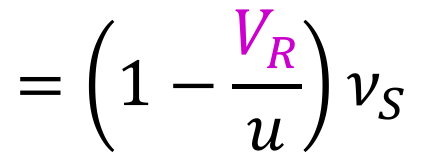 = (1 − V_R/u) ν_S